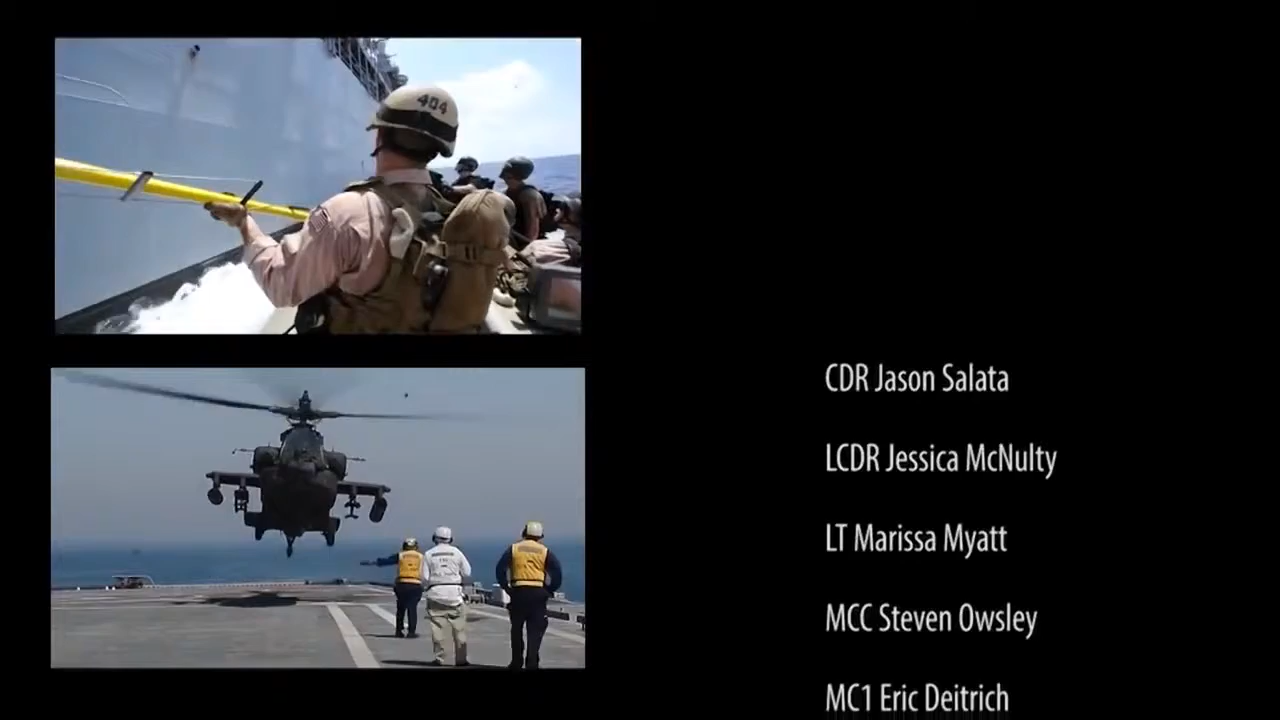 404
CDR Jason Salata
LCDR Jessica McNulty
LT Marissa Myatt
MCC Steven Owsley
MC1 Eric Deitrich